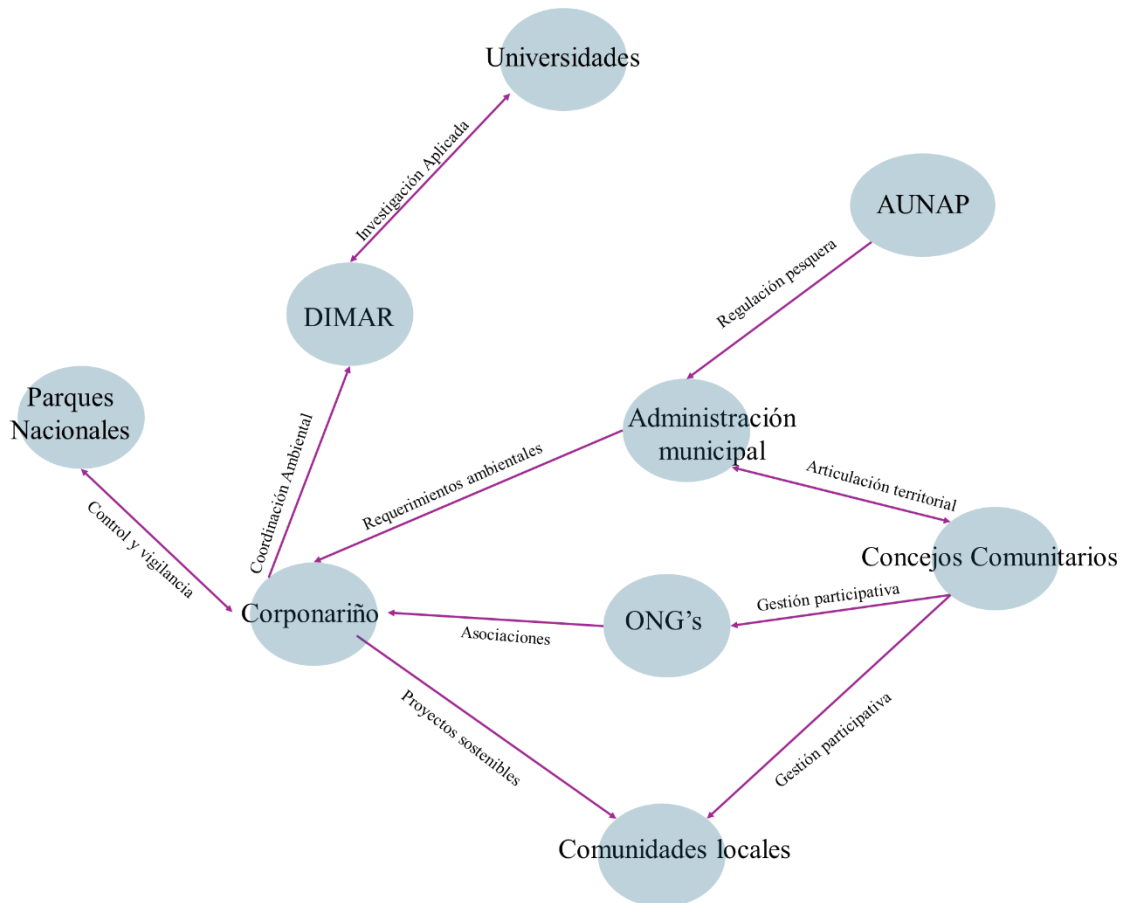 Universidades
Investigación Aplicada
AUNAP
Regulación pesquera
DIMAR
Parques
Nacionales
Administración
municipal
Coordinación Ambiental
Requerimientos ambientales
Articulación territorial
Control y vigilancia
Concejos Comunitarios
Corponariño
ONG’s
Gestión participativa
Asociaciones
Proyectos sostenibles
Gestión participativa
Comunidades locales